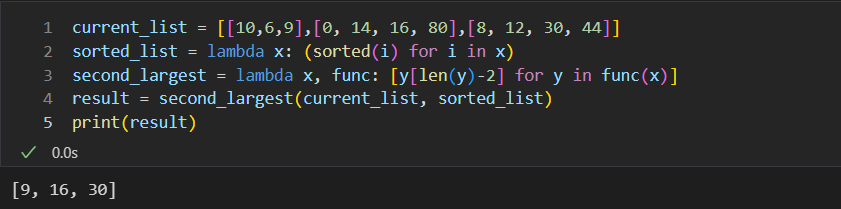 1 current_list = [[10,6,9],[0, 14, 16, 80],[8, 12, 30, 44]]
2 sorted_list = lambda x: (sorted(i) for i in x)
3 second_largest = lambda x, func: [y[len(y)-2] for y in func(x)]
4 result = second_largest(current_list, sorted_list)
5 print(result)
0.0s
[9, 16, 30]